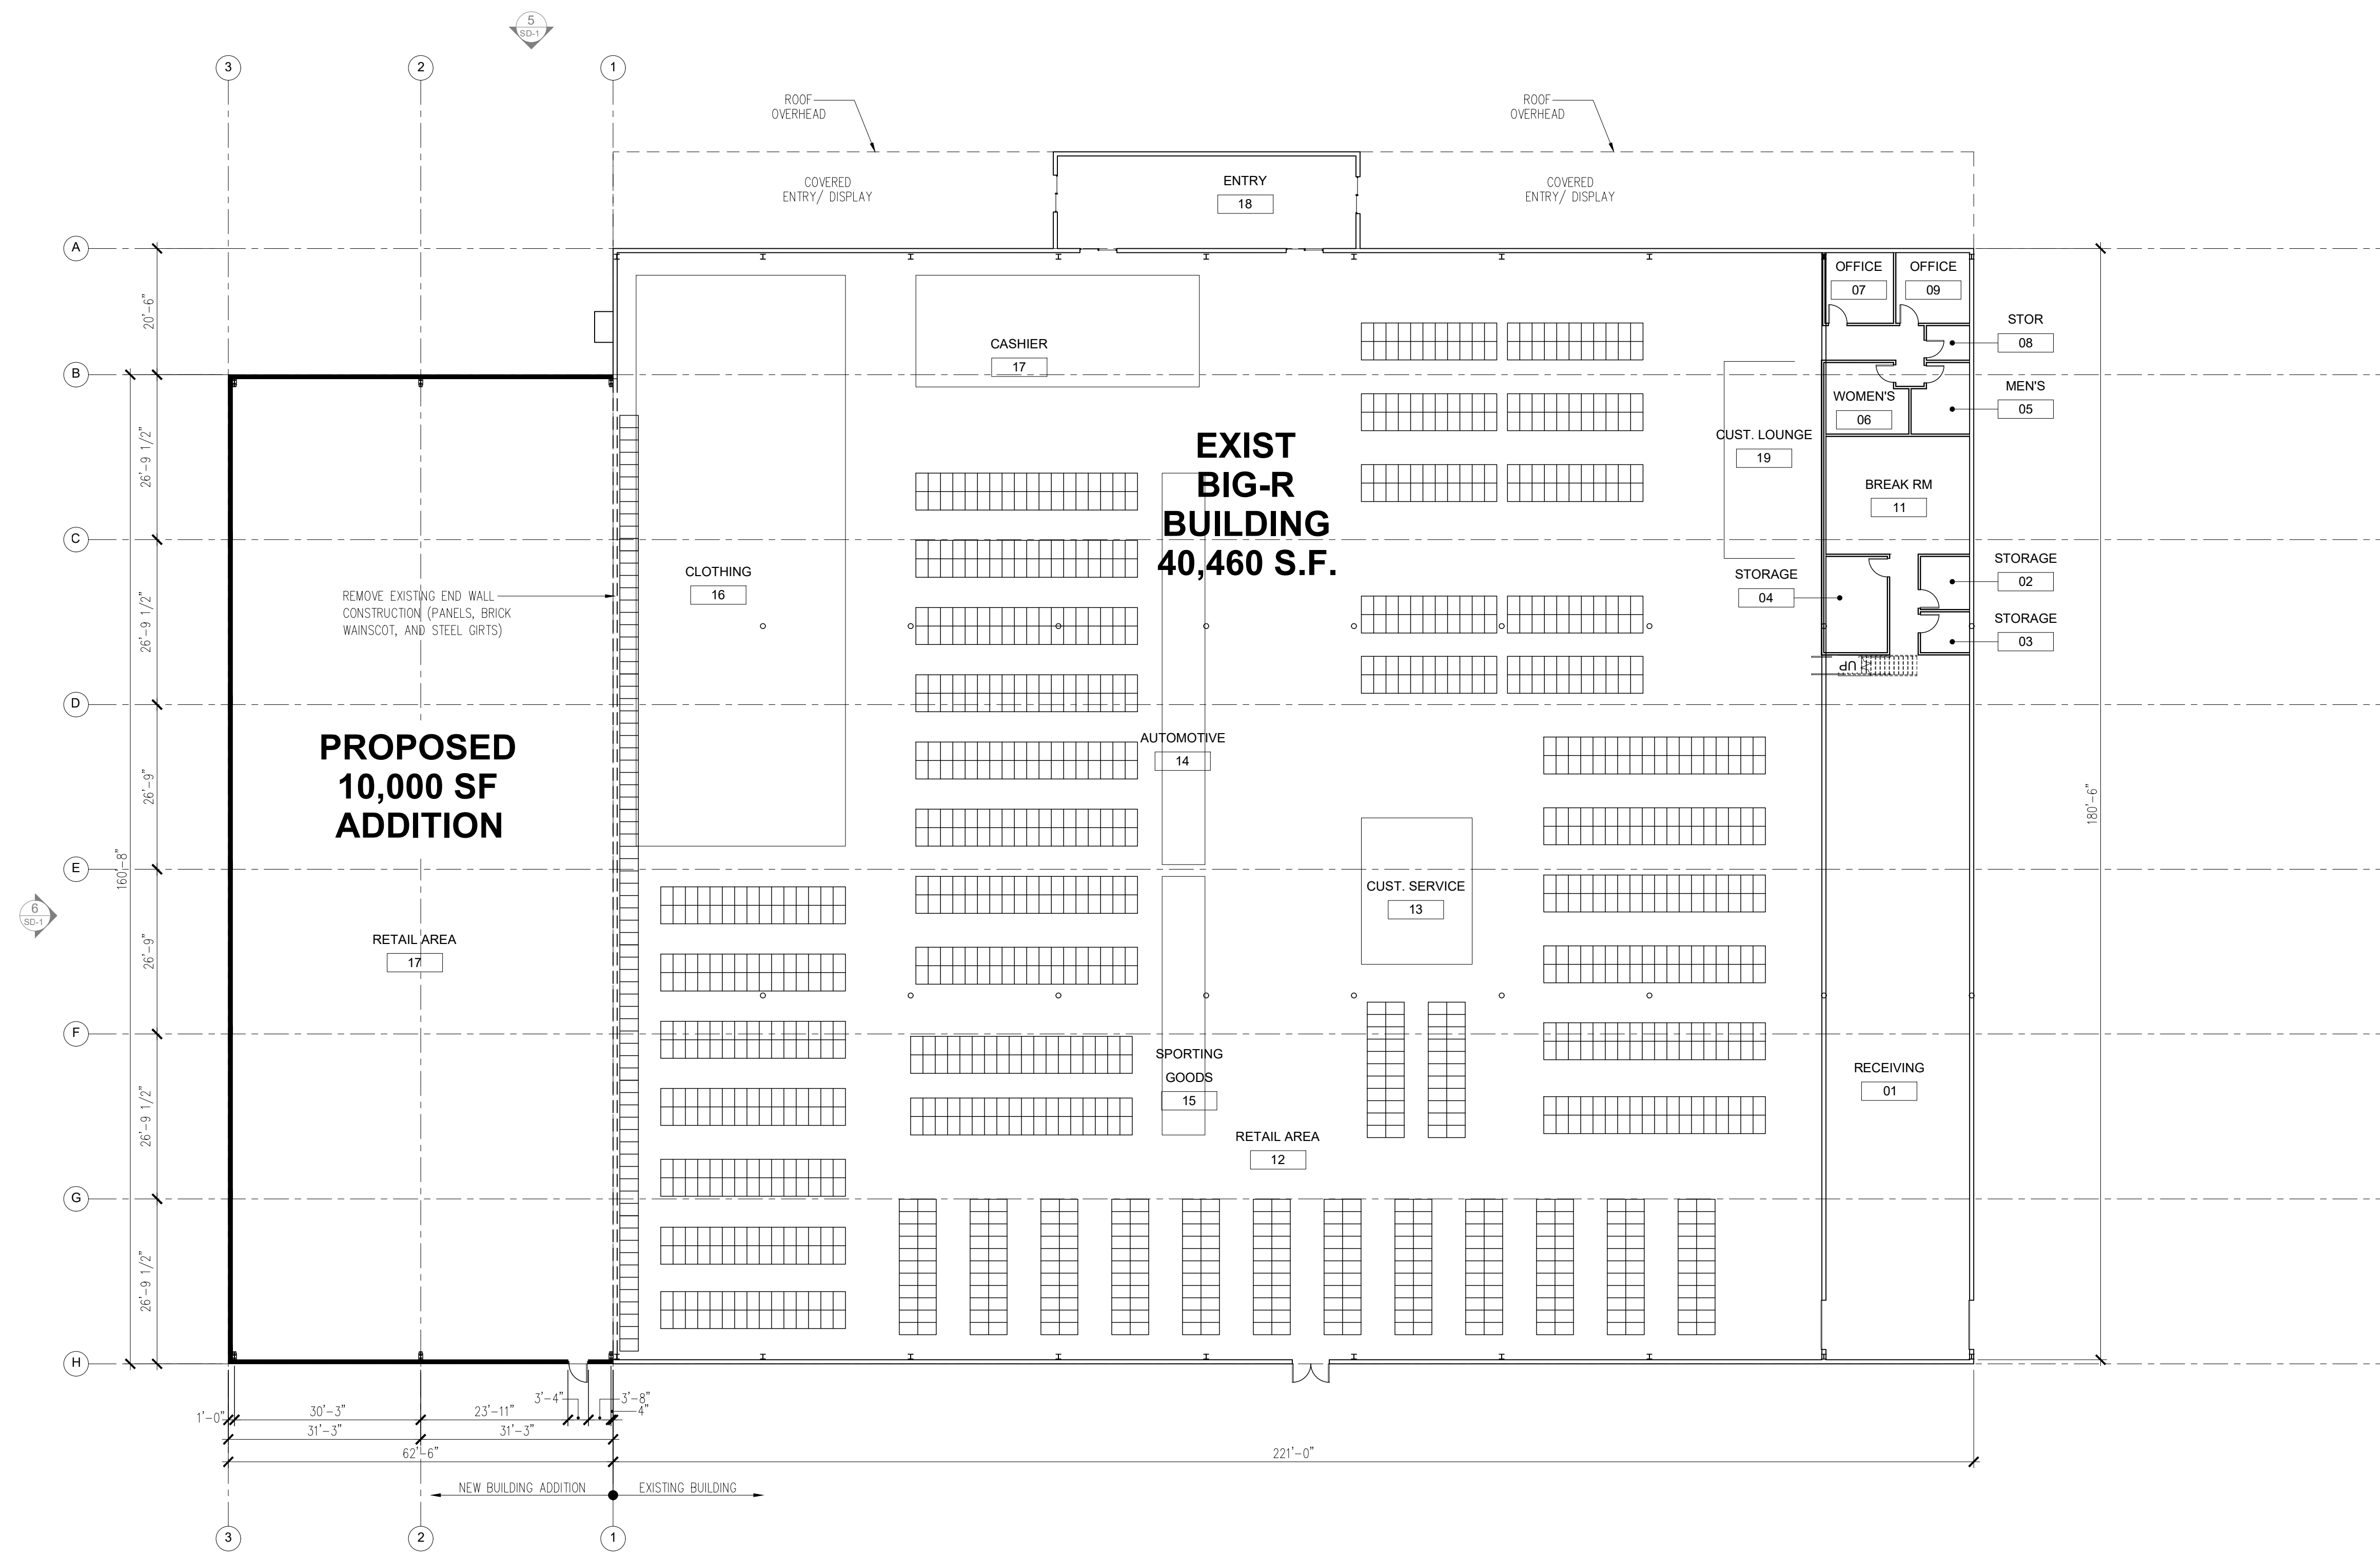 5
SD-1
3
2
1
ROOF
OVERHEAD
ROOF
OVERHEAD
COVERED
ENTRY/ DISPLAY
ENTRY
18
COVERED
ENTRY/ DISPLAY
A
20'-6"
OFFICE
07
OFFICE
09
STOR
08
CASHIER
17
B
MEN'S
05
WOMEN'S
06
26'-9 1/2"
EXIST
BIG-R
BUILDING
40,460 S.F.
CUST. LOUNGE
19
BREAK RM
11
C
CLOTHING
16
STORAGE
04
STORAGE
02
STORAGE
03
REMOVE EXISTING END WALL
CONSTRUCTION (PANELS, BRICK
WAINSCOT, AND STEEL GIRTS)
26'-9 1/2"
UP
D
PROPOSED
10,000 SF
ADDITION
26'-9"
AUTOMOTIVE
14
180'-6"
E
160'-8"
CUST. SERVICE
13
6
SD-1
26'-9"
RETAIL AREA
17
F
SPORTING
GOODS
15
RECEIVING
01
26'-9 1/2"
RETAIL AREA
12
G
26'-9 1/2"
H
1'-0"
30'-3"
23'-11"
3'-4"
3'-8"
4"
31'-3"
31'-3"
62'-6"
221'-0"
NEW BUILDING ADDITION
EXISTING BUILDING
3
2
1